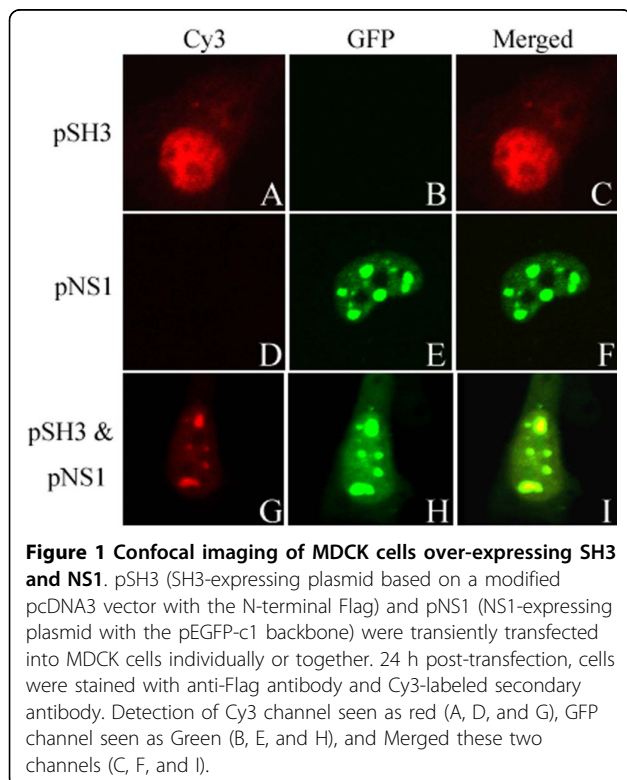 Cy3 GFP Merged
pSH3
A B C
pNS1
D E F
pSH3 &
pNS1
G H I
Figure 1 Confocal imaging of MDCK cells over-expressing SH3
and NS1. pSH3 (SH3-expressing plasmid based on a modified
pcDNA3 vector with the N-terminal Flag) and pNS1 (NS1-expressing
plasmid with the pEGFP-c1 backbone) were transiently transfected
into MDCK cells individually or together. 24 h post-transfection, cells
were stained with anti-Flag antibody and Cy3-labeled secondary
antibody. Detection of Cy3 channel seen as red (A, D, and G), GFP
channel seen as Green (B, E, and H), and Merged these two
channels (C, F, and I).